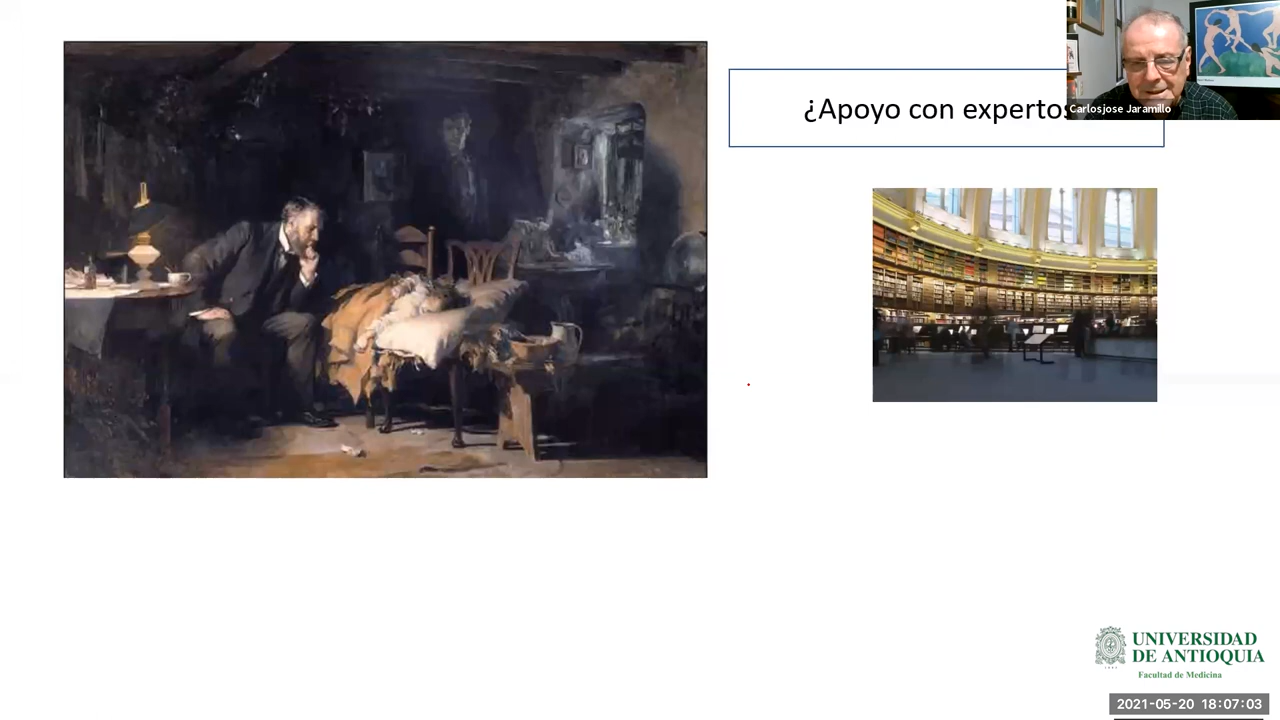 ¿Apoyo con expertos
Carlosjose Jaramillo
UNIVERSIDAD
DE ANTIOQUIA
Facultad de Medicina
2021-05-20 18:07:03